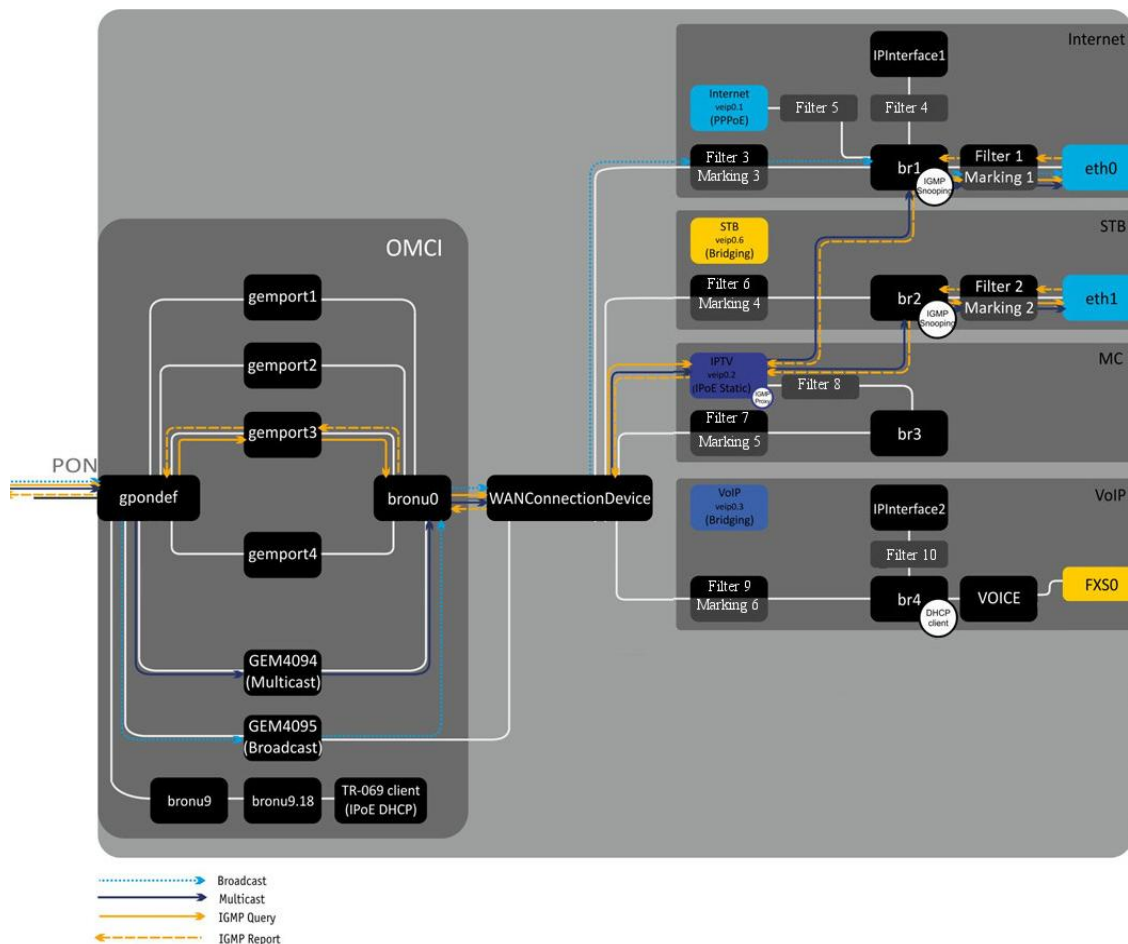 Internet
IPInterface1
Internet
veip0.1
(PPPoE)
Filter 5
Filter 4
Filter 3
Marking 3
br1
IGMP
Snooping
Filter 1
Marking 1
eth0
STB
STB
veip0.6
(Bridging)
Filter 6
Marking 4
br2
IGMP
Snooping
Filter 2
Marking 2
eth1
MC
IPTV
veip0.2
(IPoE Static)
IGMP
Proxy
Filter 8
Filter 7
Marking 5
br3
VoIP
VoIP
veip0.3
(Bridging)
IPInterface2
Filter 10
Filter 9
Marking 6
br4
DHCP
client
VOICE
FXS0
OMCI
gemport1
gemport2
gemport3
PON
gpondef
bronu0
WANConnectionDevice
gemport4
GEM4094
(Multicast)
GEM4095
(Broadcast)
bronu9
bronu9.18
TR-069 client
(IPoE DHCP)
Broadcast
Multicast
IGMP Query
IGMP Report